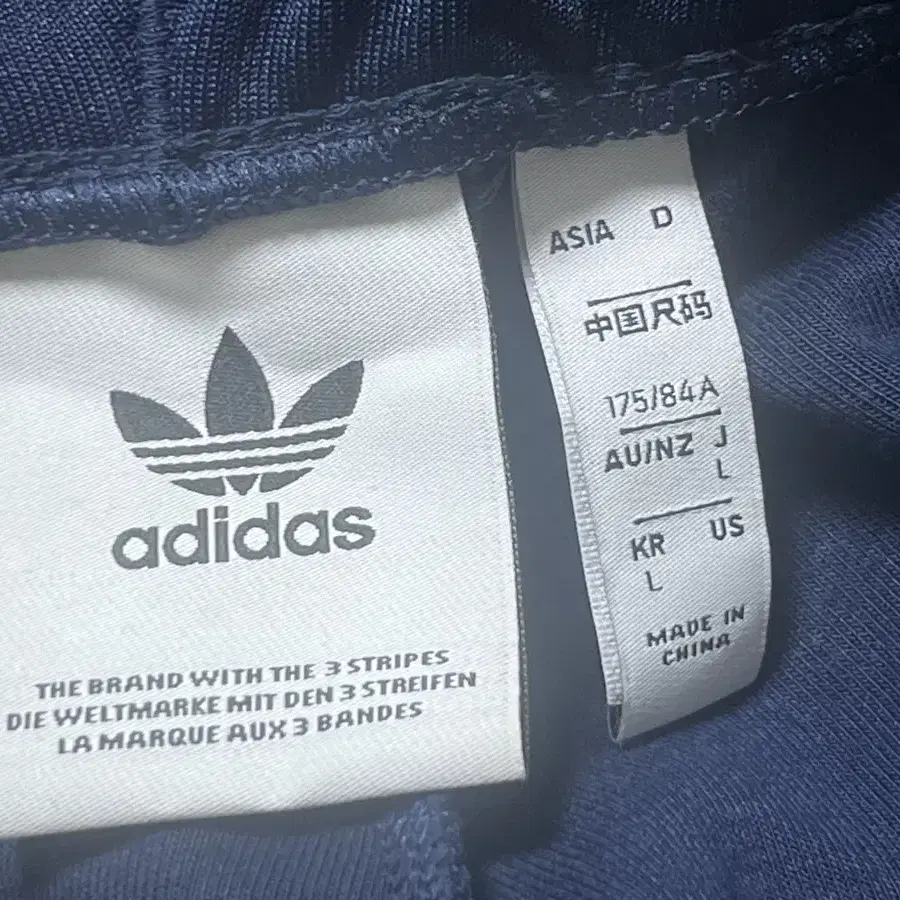 adidas
THE BRAND WITH THE 3 STRIPES
DIE WELTMARKE MIT DEN 3 STREIFEN
LA MARQUE AUX 3 BANDES
ASIA D
中国尺码
175/84A
AU/NZ J
L
KR US
L
MADE IN
CHINA